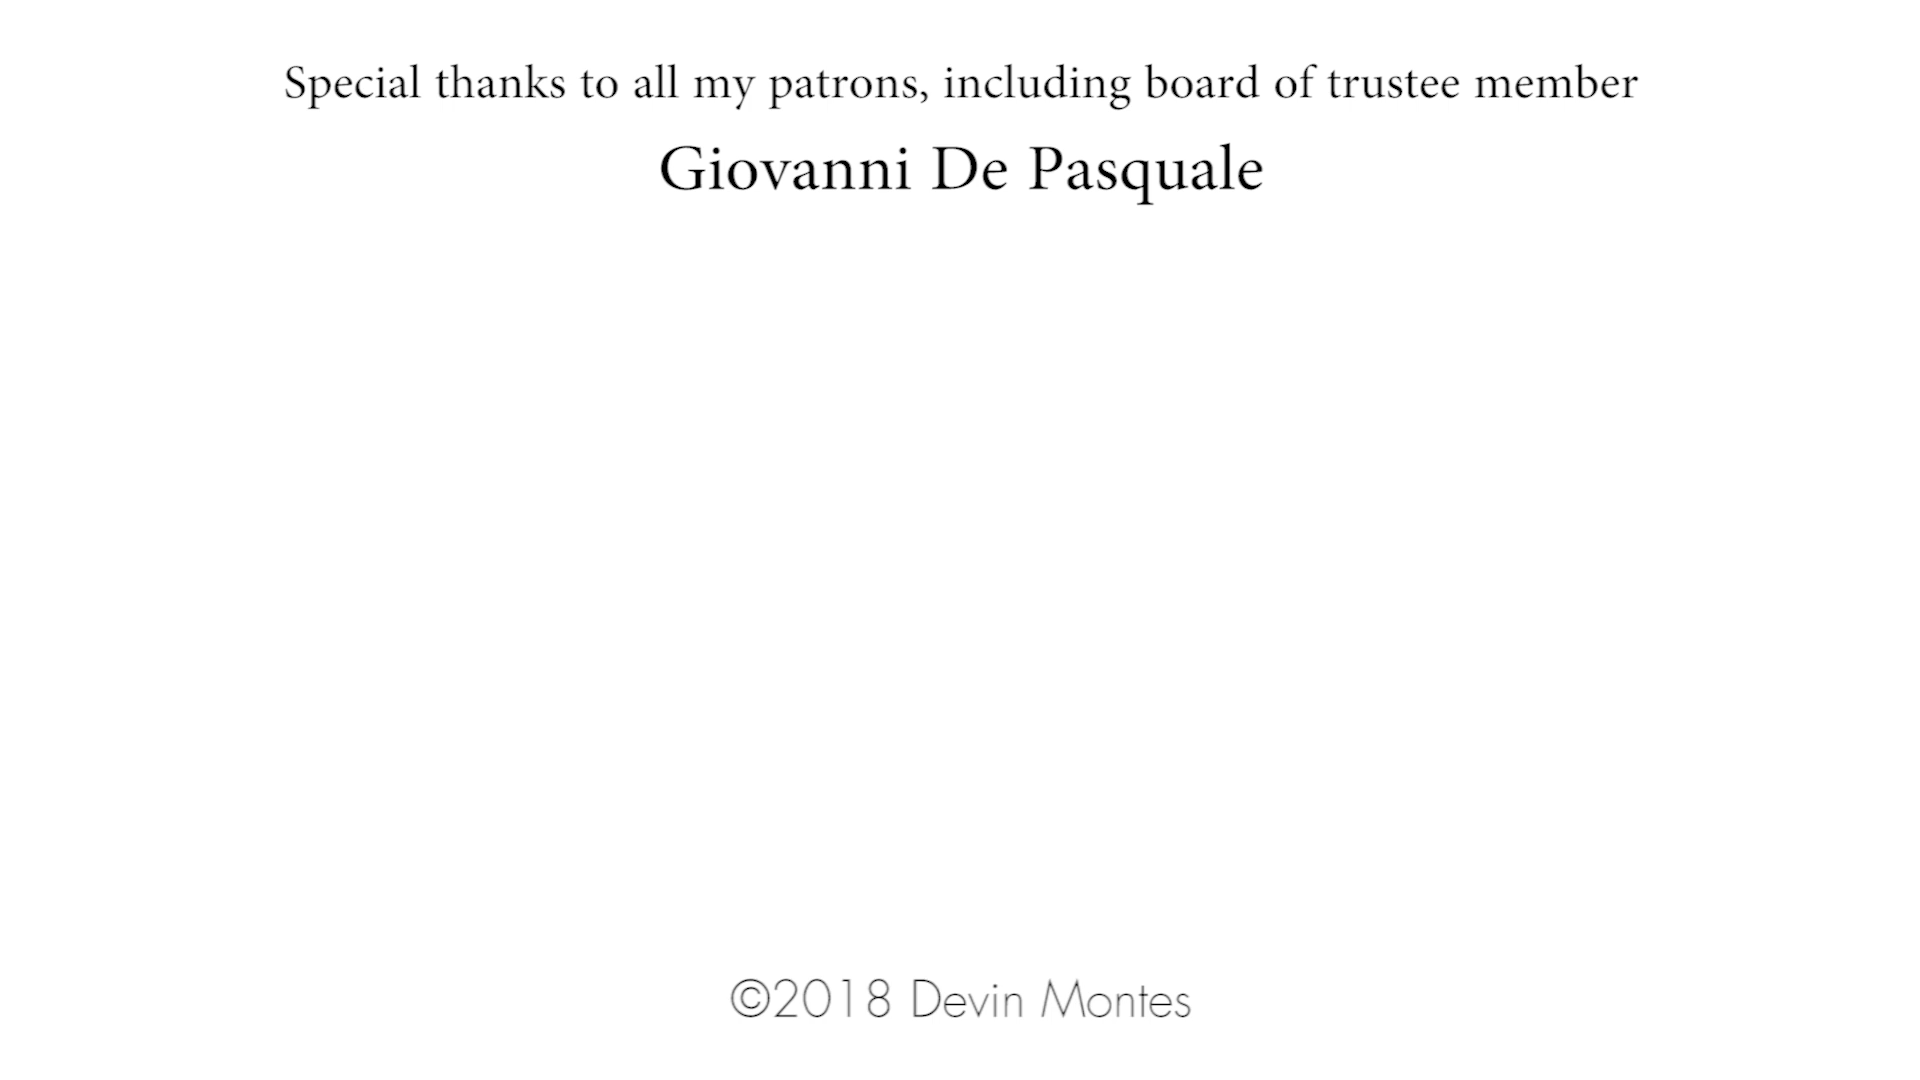 Special thanks to all my patrons, including board of trustee member
Giovanni De Pasquale
©2018 Devin Montes